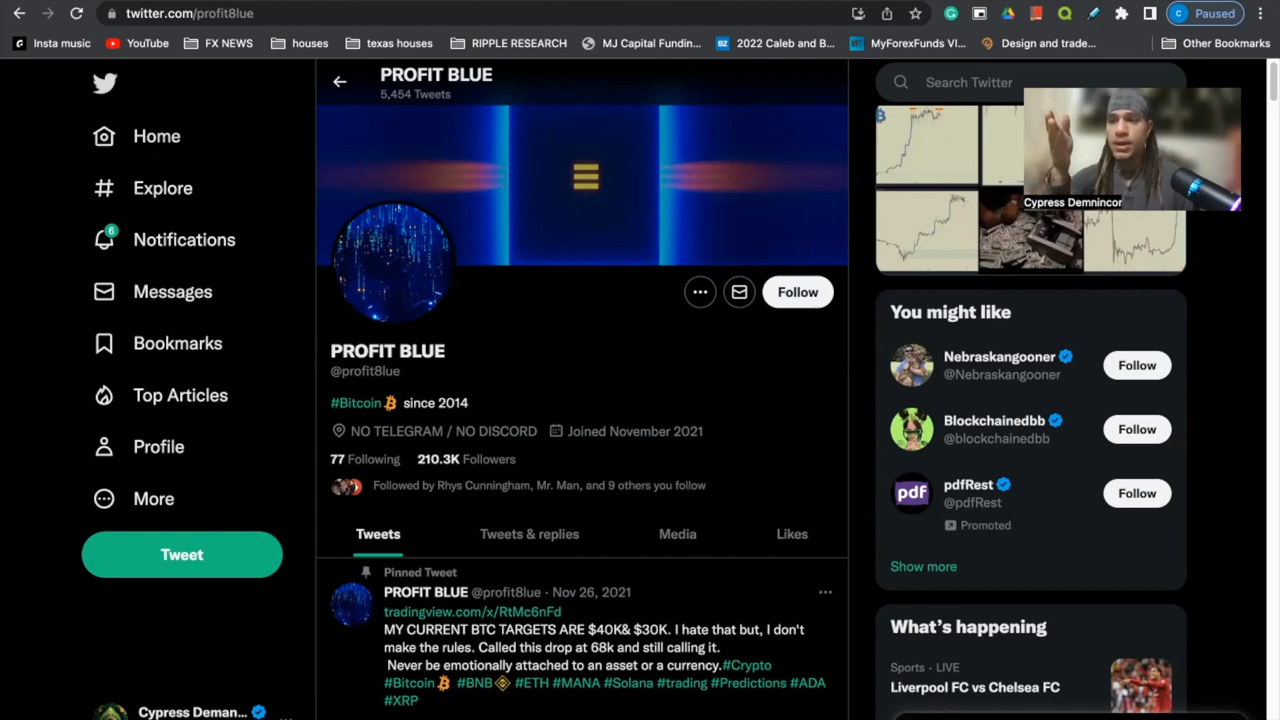 twitter.com/profit8lue
Paused
Insta music
YouTube
FX NEWS
houses
texas houses
RIPPLE RESEARCH
MJ Capital Fundin...
2022 Caleb and B...
MyForexFunds VI...
Design and trade...
Other Bookmarks
PROFIT BLUE
5,454 Tweets
Search Twitter
Cypress Demnincor
Home
Explore
6
Notifications
Messages
Bookmarks
Top Articles
Profile
More
Tweet
Cypress Deman...
Follow
PROFIT BLUE
@profit8lue
#Bitcoin since 2014
NO TELEGRAM / NO DISCORD Joined November 2021
77 Following 210.3K Followers
Followed by Rhys Cunningham, Mr. Man, and 9 others you follow
Tweets
Tweets & replies
Media
Likes
Pinned Tweet
PROFIT BLUE @profit8lue · Nov 26, 2021
tradingview.com/x/RtMc6nFd
MY CURRENT BTC TARGETS ARE $40K& $30K. I hate that but, I don't
make the rules. Called this drop at 68k and still calling it.
Never be emotionally attached to an asset or a currency.#Crypto
#Bitcoin #BNB #ETH #MANA #Solana #trading #Predictions #ADA
#XRP
You might like
Nebraskangooner
@Nebraskangooner
Follow
Blockchainedbb
@blockchainedbb
Follow
pdf
pdfRest
@pdfRest
Promoted
Follow
Show more
What's happening
Sports · LIVE
Liverpool FC vs Chelsea FC